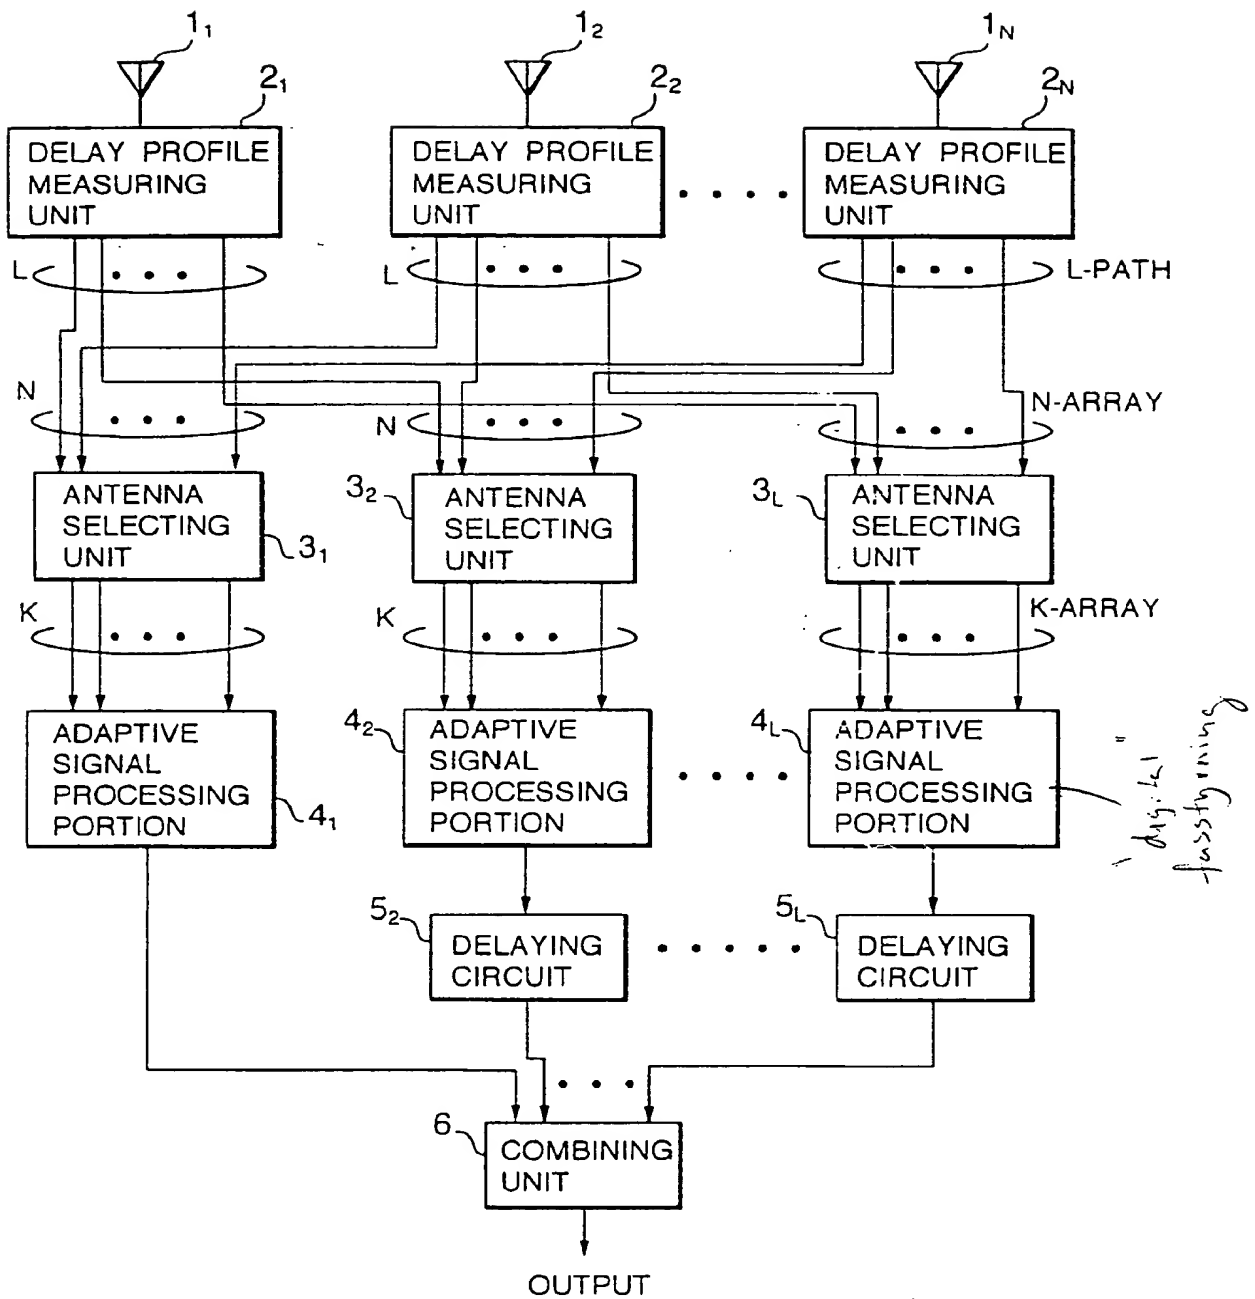 1₁ 1₂ 1N
2₁ 2₂ 2N
DELAY PROFILE
MEASURING
UNIT
DELAY PROFILE
MEASURING
UNIT
DELAY PROFILE
MEASURING
UNIT
L L L-PATH
N N N-ARRAY
ANTENNA
SELECTING
UNIT
3₁
3₂
ANTENNA
SELECTING
UNIT
3L
ANTENNA
SELECTING
UNIT
K K K-ARRAY
ADAPTIVE
SIGNAL
PROCESSING
PORTION
4₁
4₂
ADAPTIVE
SIGNAL
PROCESSING
PORTION
4L
ADAPTIVE
SIGNAL
PROCESSING
PORTION
"digital"
fasstyrning
5₂
DELAYING
CIRCUIT
5L
DELAYING
CIRCUIT
6
COMBINING
UNIT
OUTPUT